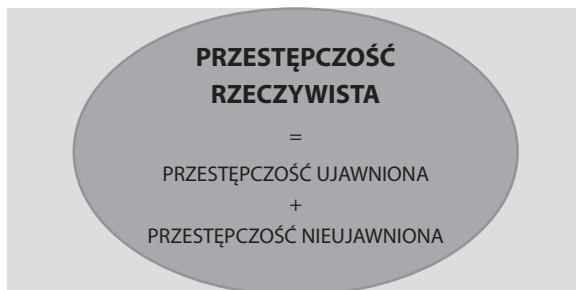 PRZESTĘPCZOŚĆ
RZECZYWISTA
=
PRZESTĘPCZOŚĆ UJAWNIONA
+
PRZESTĘPCZOŚĆ NIEUJAWNIONA